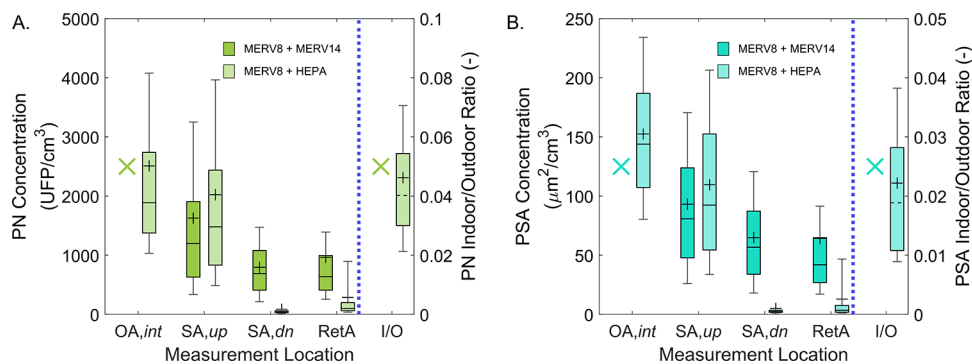 A.
PN Concentration
(UFP/cm3)
5000
4000
3000
2000
1000
0
MERV8 + MERV14
MERV8 + HEPA
0.1
0.08
0.06
0.04
0.02
0
PN Indoor/Outdoor Ratio (-)
OA,int SA,up SA,dn RetA I/O
Measurement Location
B.
PSA Concentration
(μm2/cm3)
250
200
150
100
50
0
MERV8 + MERV14
MERV8 + HEPA
0.05
0.04
0.03
0.02
0.01
0
PSA Indoor/Outdoor Ratio (-)
OA,int SA,up SA,dn RetA I/O
Measurement Location